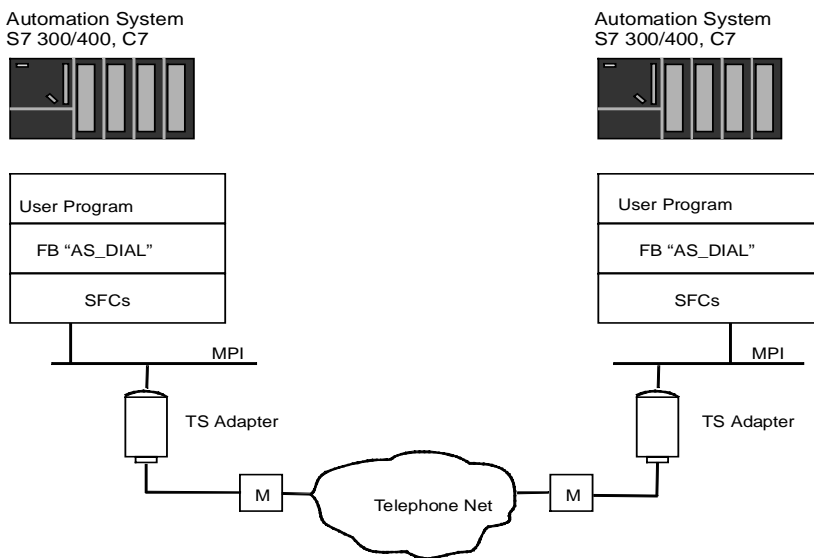 Automation System
S7 300/400, C7
Automation System
S7 300/400, C7
User Program
FB “AS_DIAL”
SFCs
User Program
FB “AS_DIAL”
SFCs
MPI
MPI
TS Adapter
TS Adapter
M
Telephone Net
M